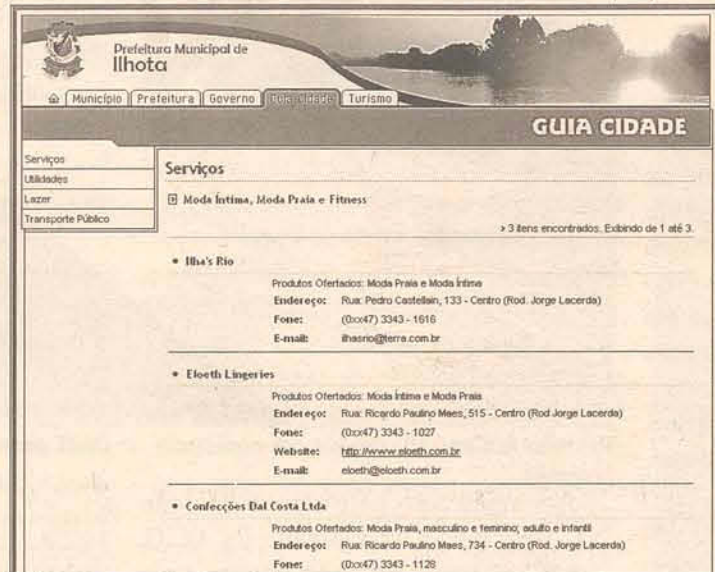 Prefeitura Municipal de
Ilhota
Município Prefeitura Governo Guia Cidade Turismo
GUIA CIDADE
Serviços
Utilidades
Lazer
Transporte Público
Serviços
Moda Íntima, Moda Praia e Fitness
> 3 itens encontrados. Exibindo de 1 até 3.
• Ilha's Rio
Produtos Ofertados: Moda Praia e Moda Íntima
Endereço: Rua: Pedro Castellain, 133 - Centro (Rod. Jorge Lacerda)
Fone: (0xx47) 3343 - 1616
E-mail: ilhasrio@terra.com.br
• Eloeth Lingeries
Produtos Ofertados: Moda Íntima e Moda Praia
Endereço: Rua: Ricardo Paulino Maes, 515 - Centro (Rod Jorge Lacerda)
Fone: (0xx47) 3343 - 1027
Website: http://www.eloeth.com.br
E-mail: eloeth@eloeth.com.br
• Confecções Dal Costa Ltda
Produtos Ofertados: Moda Praia, masculino e feminino; adulto e infantil
Endereço: Rua: Ricardo Paulino Maes, 734 - Centro (Rod. Jorge Lacerda)
Fone: (0xx47) 3343 - 1128